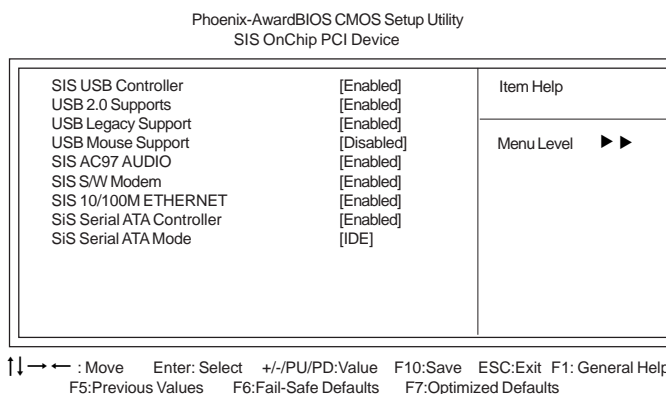 Phoenix-AwardBIOS CMOS Setup Utility
SIS OnChip PCI Device
SIS USB Controller [Enabled]
USB 2.0 Supports [Enabled]
USB Legacy Support [Enabled]
USB Mouse Support [Disabled]
SIS AC97 AUDIO [Enabled]
SIS S/W Modem [Enabled]
SIS 10/100M ETHERNET [Enabled]
SiS Serial ATA Controller [Enabled]
SiS Serial ATA Mode [IDE]
Item Help
Menu Level ▶▶
↑↓→← : Move Enter: Select +/-/PU/PD:Value F10:Save ESC:Exit F1: General Help
F5:Previous Values F6:Fail-Safe Defaults F7:Optimized Defaults